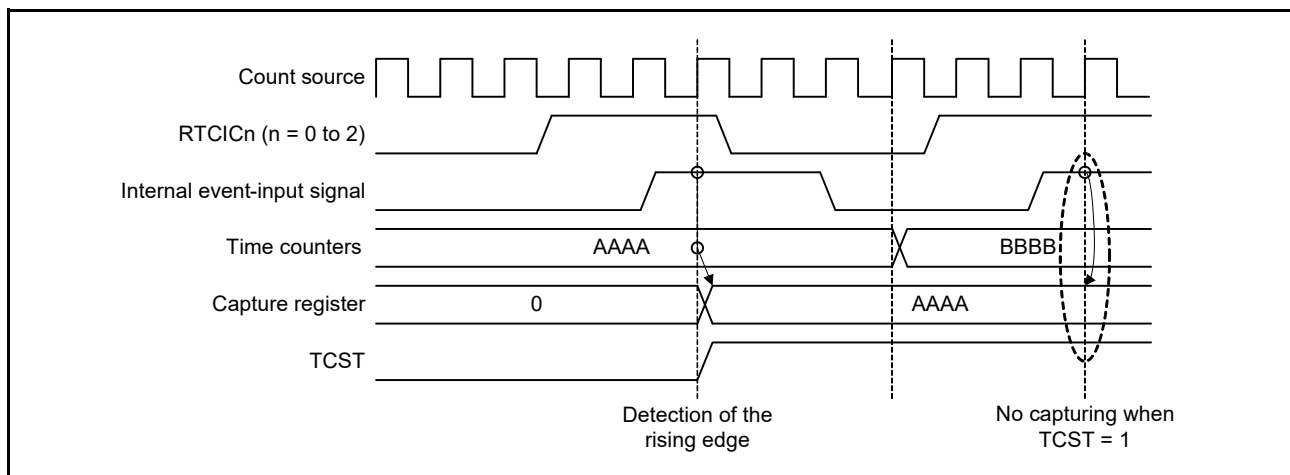 Count source
RTCICn (n = 0 to 2)
Internal event-input signal
Time counters
AAAA
BBBB
Capture register
0
AAAA
TCST
Detection of the
rising edge
No capturing when
TCST = 1